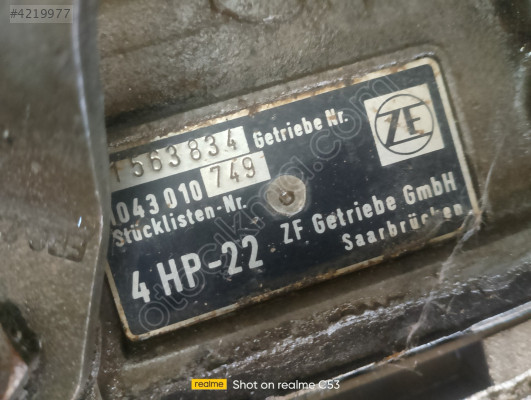 #4219977
1563834 Getriebe Nr.
ZF
1043 010 749
Stücklisten-Nr.
4 HP-22
ZF Getriebe GmbH
Saarbrücken
realme Shot on realme C53